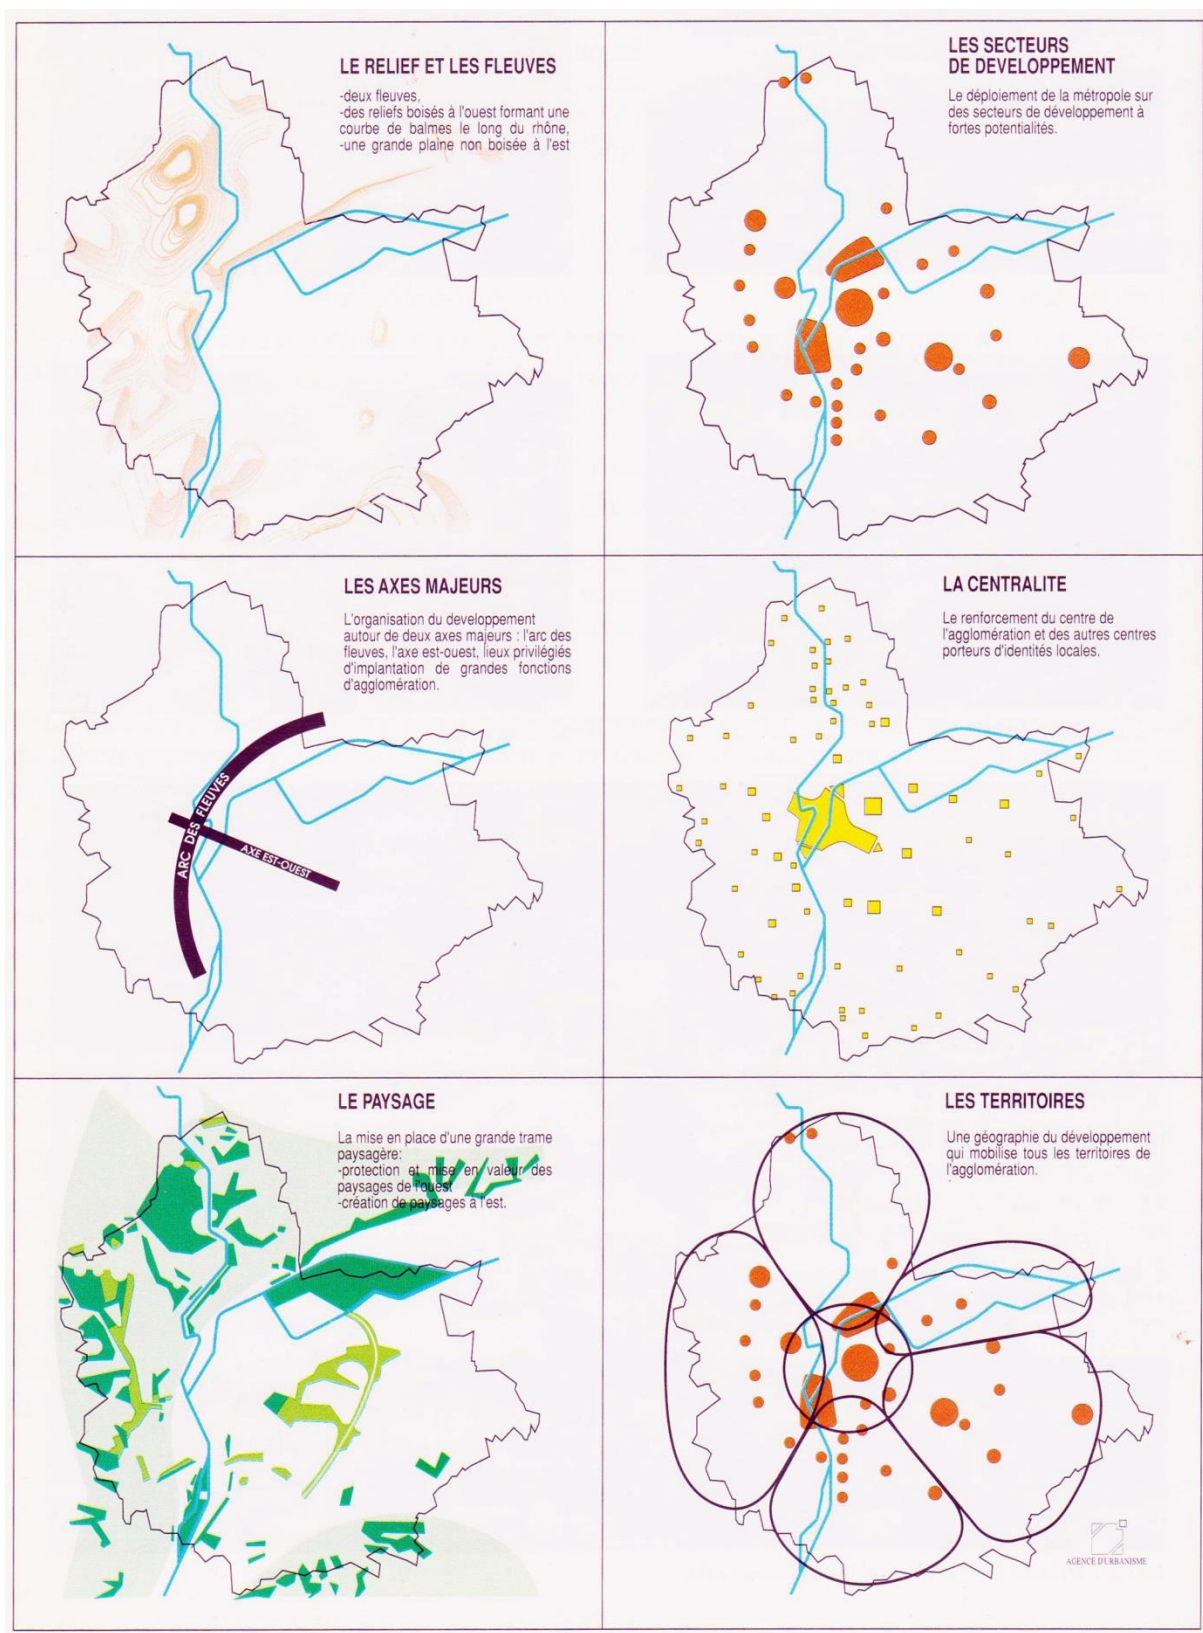 LE RELIEF ET LES FLEUVES
-deux fleuves,
-des reliefs boisés à l'ouest formant une
courbe de balmes le long du rhône,
-une grande plaine non boisée à l'est
LES SECTEURS
DE DEVELOPPEMENT
Le déploiement de la métropole sur
des secteurs de développement à
fortes potentialités.
LES AXES MAJEURS
L'organisation du developpement
autour de deux axes majeurs : l'arc des
fleuves, l'axe est-ouest, lieux privilégiés
d'implantation de grandes fonctions
d'agglomération.
ARC DES FLEUVES
AXE EST-OUEST
LA CENTRALITE
Le renforcement du centre de
l'agglomération et des autres centres
porteurs d'identités locales.
LE PAYSAGE
La mise en place d'une grande trame
paysagère:
-protection et mise en valeur des
paysages de l'ouest
-création de paysages à l'est.
LES TERRITOIRES
Une géographie du développement
qui mobilise tous les territoires de
l'agglomération.
AGENCE D'URBANISME